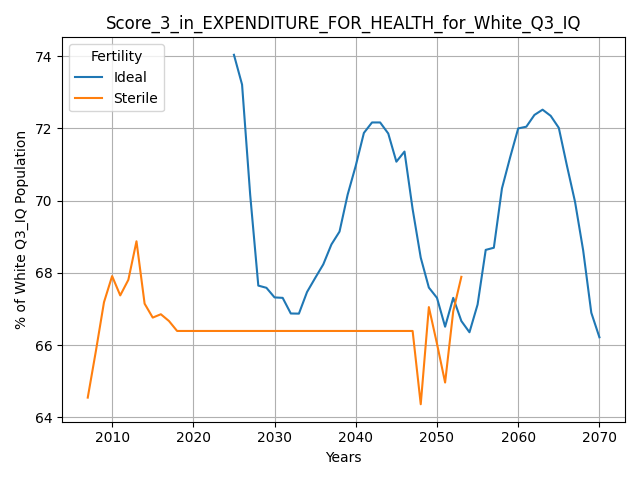 Score_3_in_EXPENDITURE_FOR_HEALTH_for_White_Q3_IQ
Fertility
Ideal
Sterile
% of White Q3_IQ Population
74
72
70
68
66
64
2010
2020
2030
2040
2050
2060
2070
Years